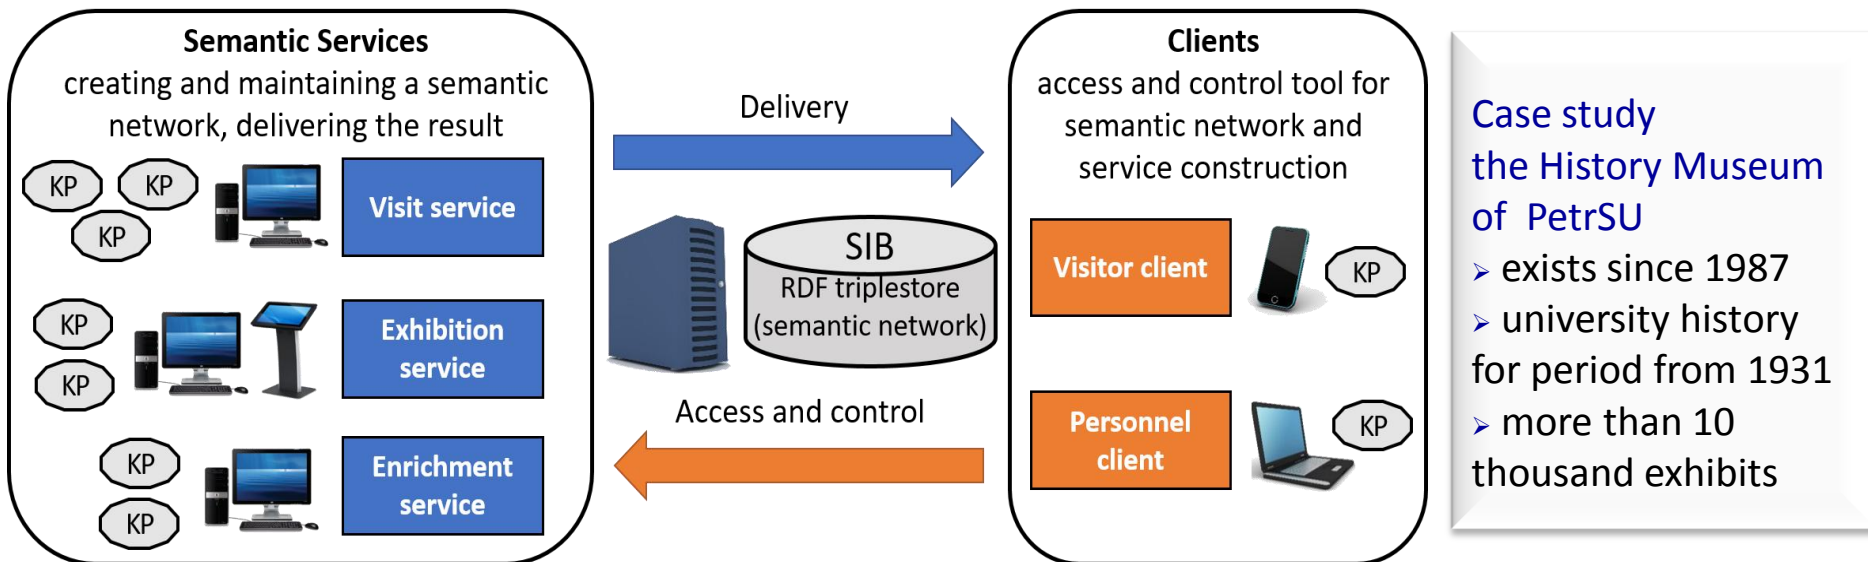 Semantic Services
creating and maintaining a semantic
network, delivering the result
KP
KP
KP
Visit service
KP
KP
Exhibition
service
KP
KP
Enrichment
service
Delivery
SIB
RDF triplestore
(semantic network)
Access and control
Clients
access and control tool for
semantic network and
service construction
Visitor client
KP
Personnel
client
KP
Case study
the History Museum
of PetrSU
➢ exists since 1987
➢ university history
for period from 1931
➢ more than 10
thousand exhibits